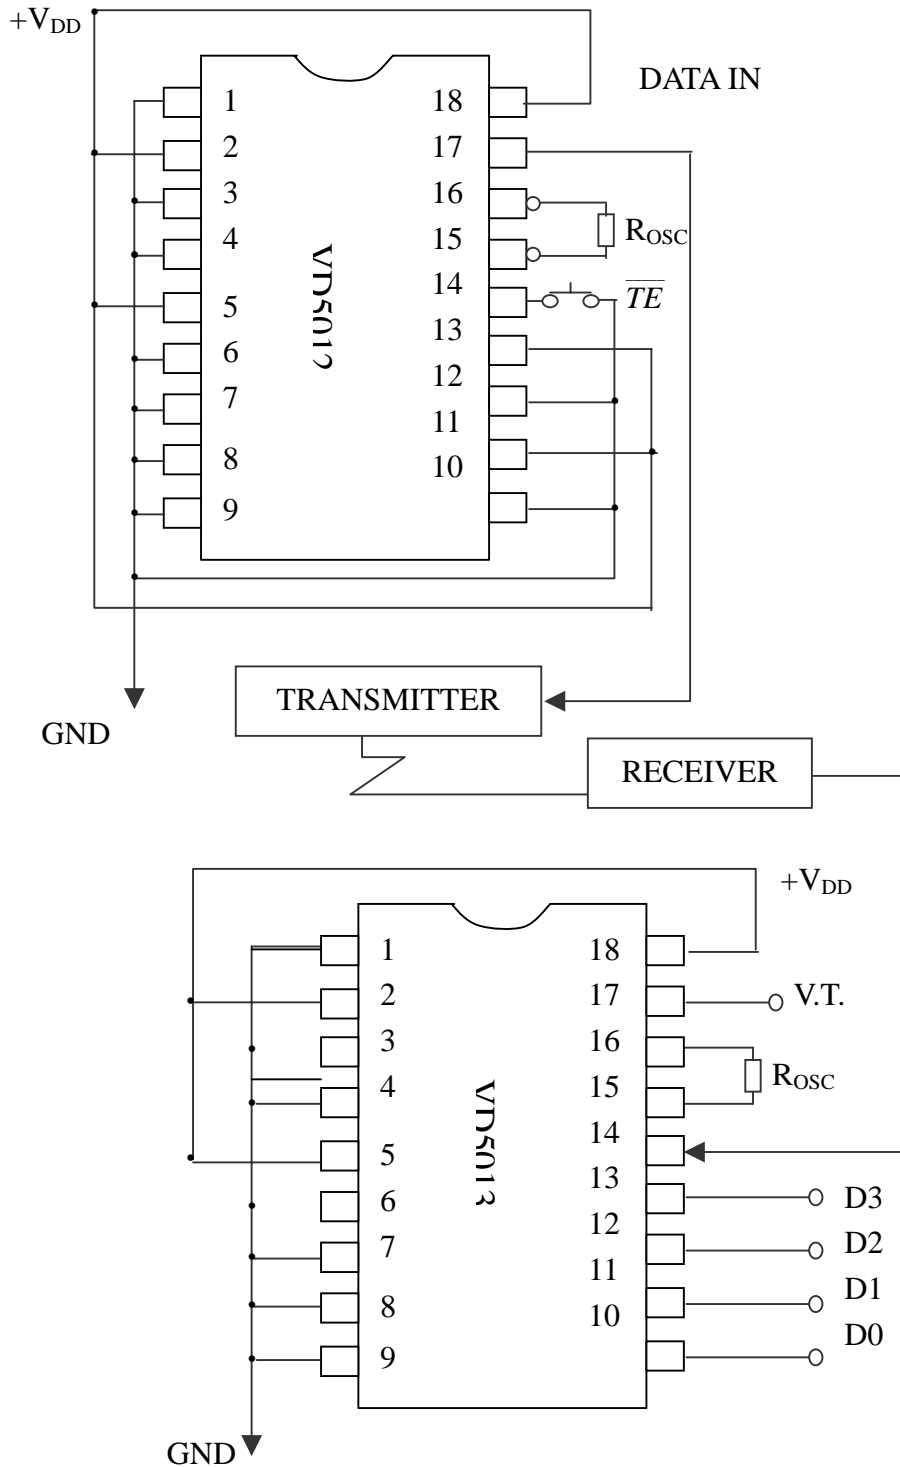 +VDD
DATA IN
1
2
3
4
5
6
7
8
9
VD5012
18
17
16
15
14
13
12
11
10
ROSC
TE
GND
TRANSMITTER
RECEIVER
+VDD
1
2
3
4
5
6
7
8
9
VD5013
18
17
16
15
14
13
12
11
10
V.T.
ROSC
D3
D2
D1
D0
GND